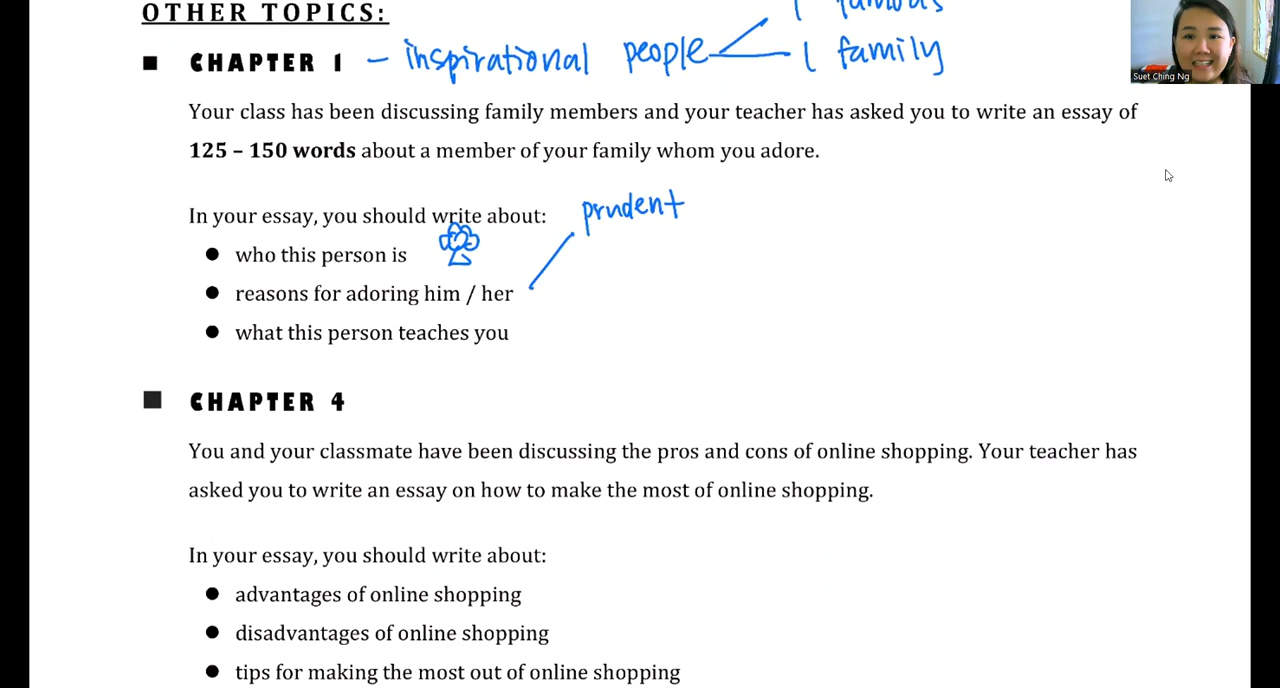 OTHER TOPICS:
1 famous
CHAPTER 1 – inspirational people 1 family
Suet Ching Ng
Your class has been discussing family members and your teacher has asked you to write an essay of
125 – 150 words about a member of your family whom you adore.
prudent
In your essay, you should write about:
● who this person is
● reasons for adoring him / her
● what this person teaches you
CHAPTER 4
You and your classmate have been discussing the pros and cons of online shopping. Your teacher has
asked you to write an essay on how to make the most of online shopping.
In your essay, you should write about:
● advantages of online shopping
● disadvantages of online shopping
● tips for making the most out of online shopping